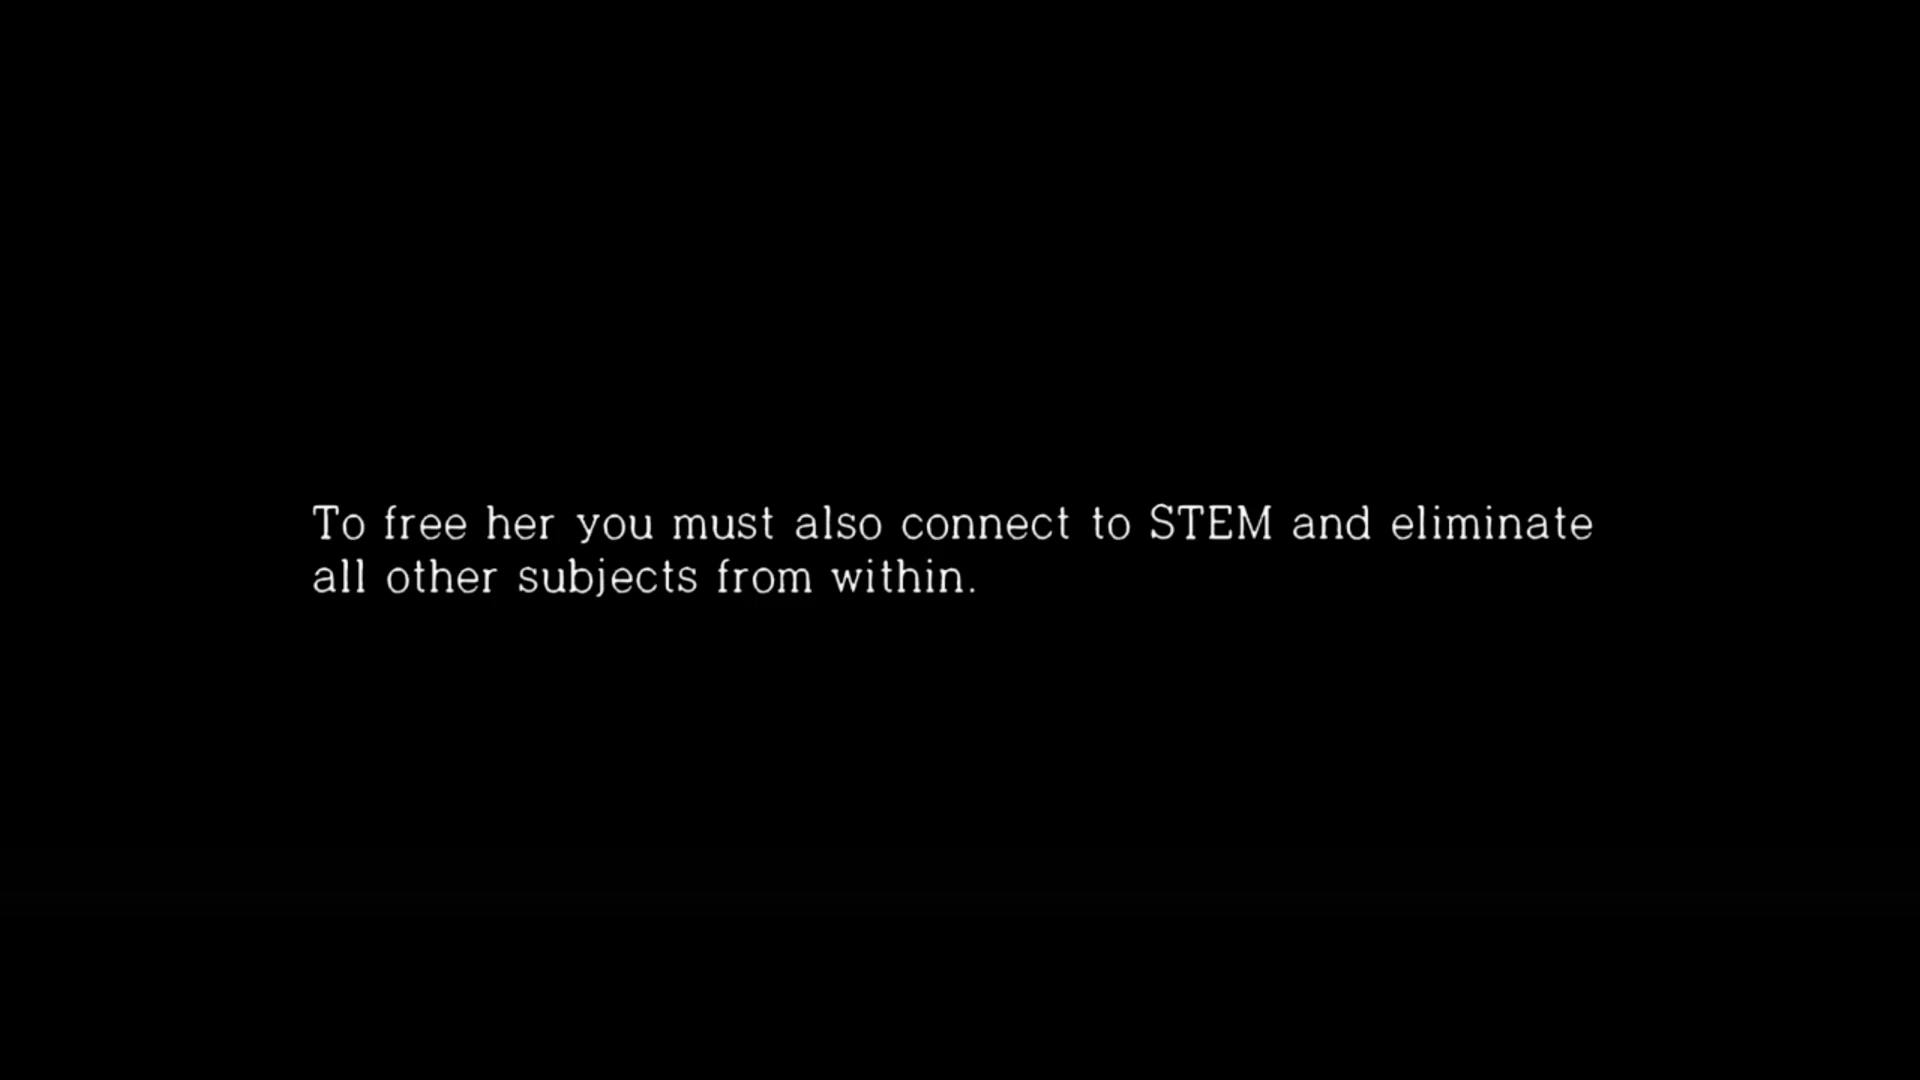 To free her you must also connect to STEM and eliminate
all other subjects from within.